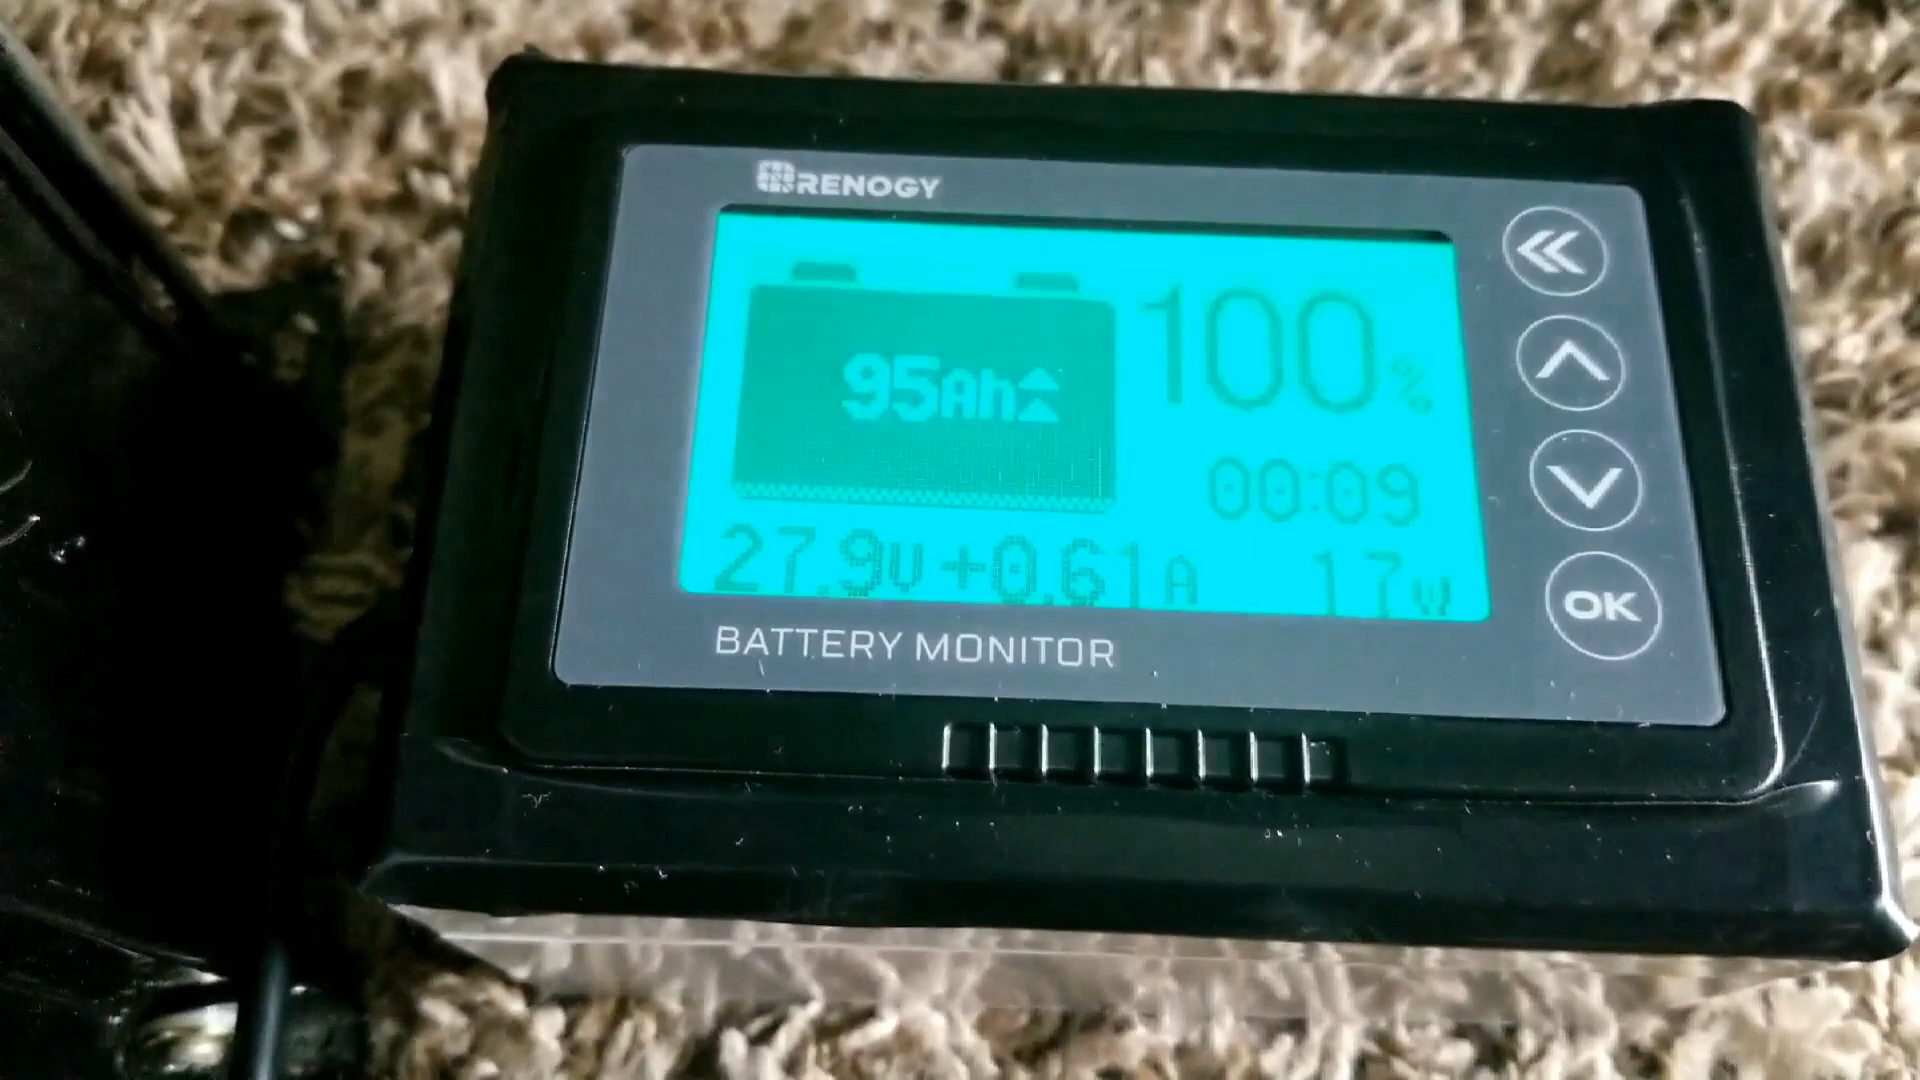 RENOGY
95Ah
100%
00:09
27.9V +0.61A 17W
BATTERY MONITOR
OK